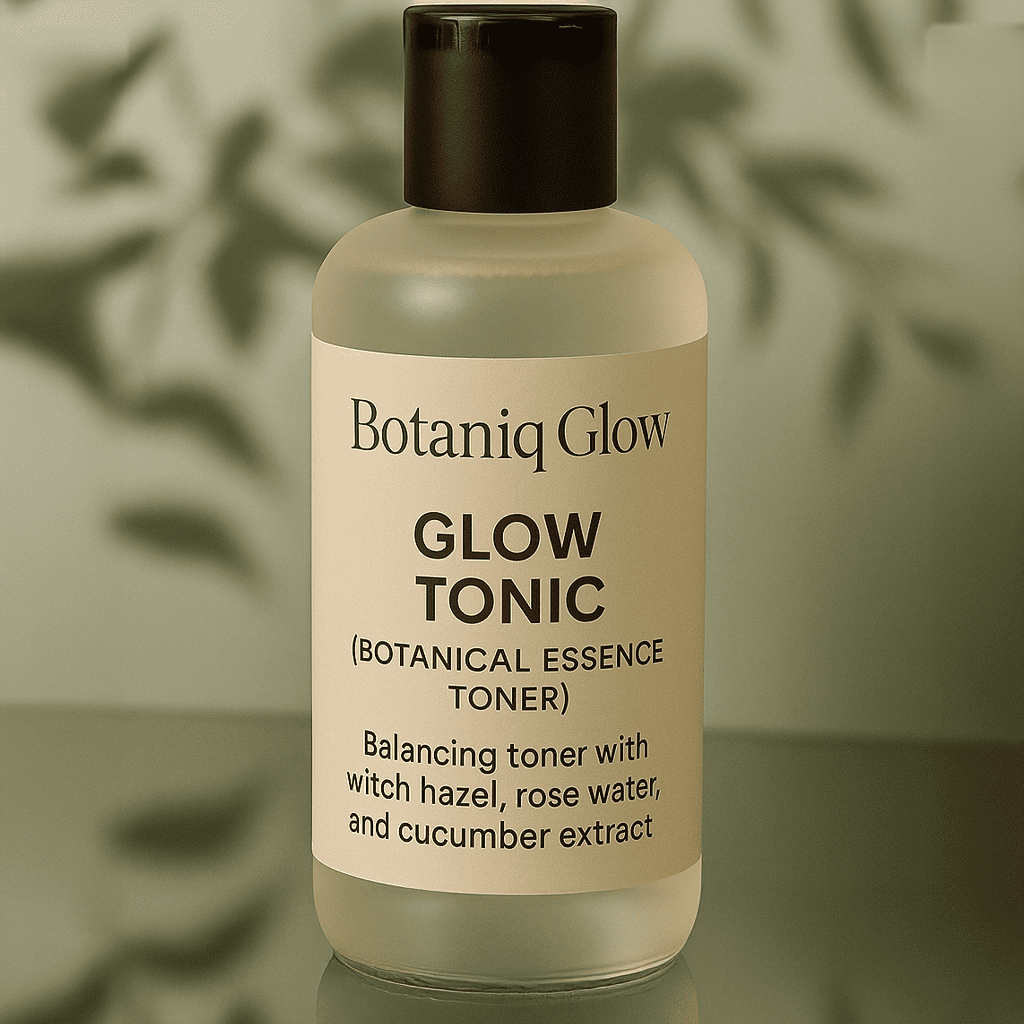 Botaniq Glow
GLOW
TONIC
(BOTANICAL ESSENCE
TONER)
Balancing toner with
witch hazel, rose water,
and cucumber extract